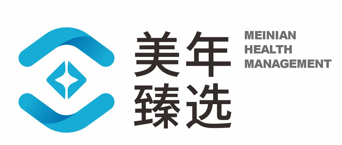 美年
臻选
MEINIAN
HEALTH
MANAGEMENT